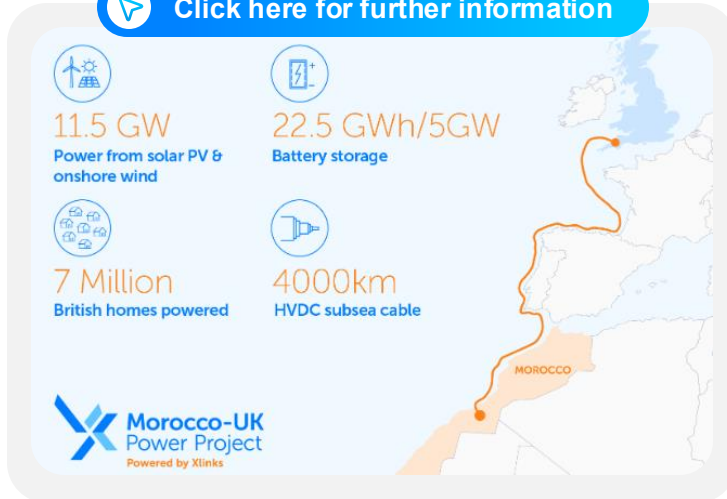 Click here for further information
11.5 GW
Power from solar PV &
onshore wind
22.5 GWh/5GW
Battery storage
7 Million
British homes powered
4000km
HVDC subsea cable
MOROCCO
Morocco-UK
Power Project
Powered by Xlinks